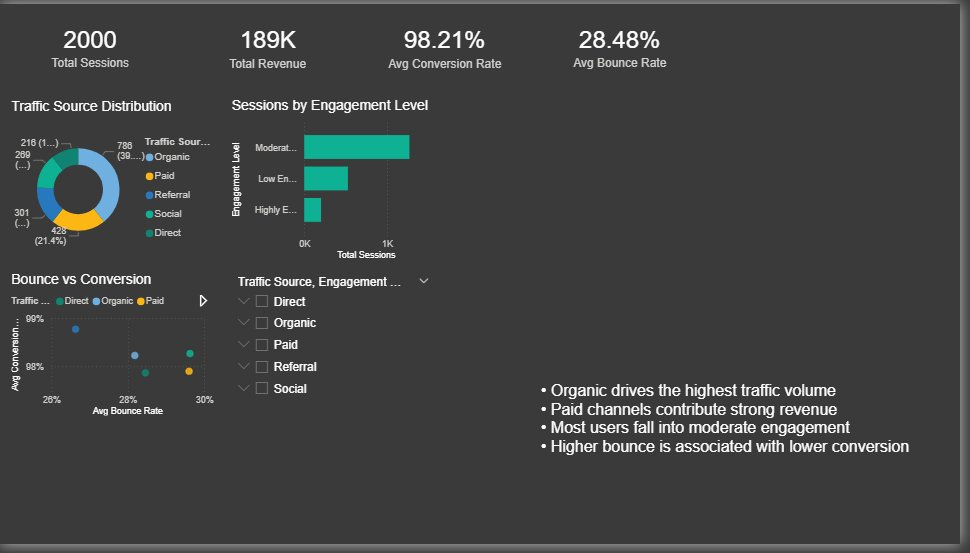 2000
Total Sessions
189K
Total Revenue
98.21%
Avg Conversion Rate
28.48%
Avg Bounce Rate
Traffic Source Distribution
216 (1...)
269
(...)
301
(...)
428
(21.4%)
786
(39....)
Traffic Sour...
Organic
Paid
Referral
Social
Direct
Sessions by Engagement Level
Engagement Level
Moderat...
Low En...
Highly E...
0K
1K
Total Sessions
Bounce vs Conversion
Traffic ...
Direct
Organic
Paid
Avg Conversion...
99%
98%
26%
28%
30%
Avg Bounce Rate
Traffic Source, Engagement ...
Direct
Organic
Paid
Referral
Social
• Organic drives the highest traffic volume
• Paid channels contribute strong revenue
• Most users fall into moderate engagement
• Higher bounce is associated with lower conversion